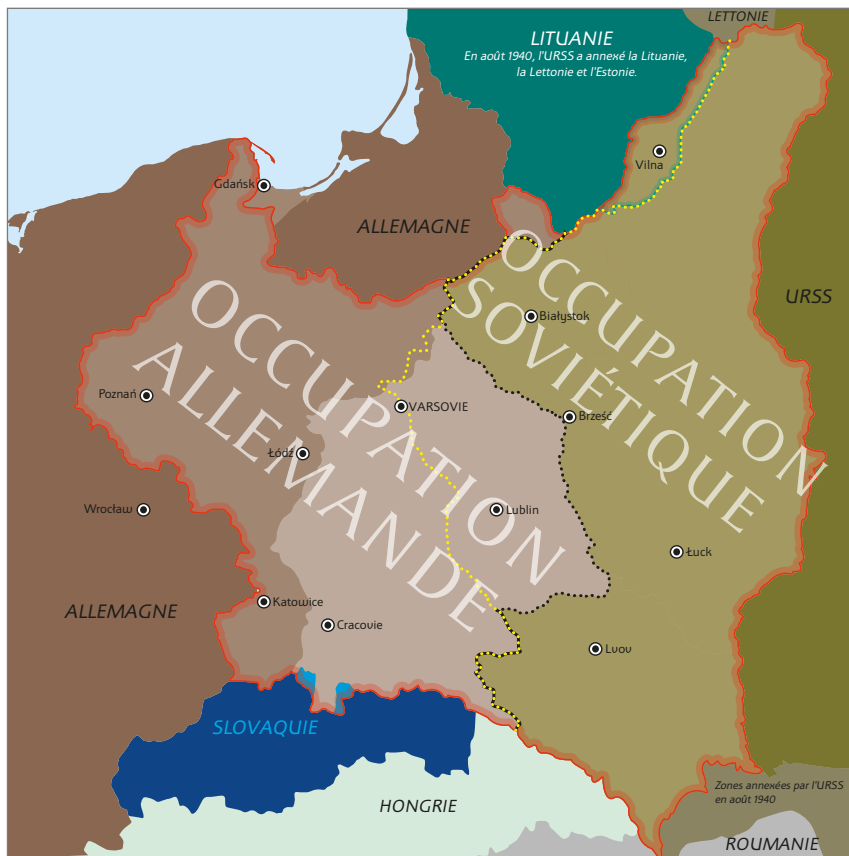 LETTONIE
LITUANIE
En août 1940, l'URSS a annexé la Lituanie,
la Lettonie et l'Estonie.
Vilna
Gdańsk
ALLEMAGNE
URSS
OCCUPATION
SOVIÉTIQUE
Białystok
OCCUPATION
ALLEMANDE
Poznań
VARSOVIE
Brześć
Łódź
Wrocław
Lublin
Łuck
ALLEMAGNE
Katowice
Cracovie
Lvov
SLOVAQUIE
Zones annexées par l'URSS
en août 1940
HONGRIE
ROUMANIE